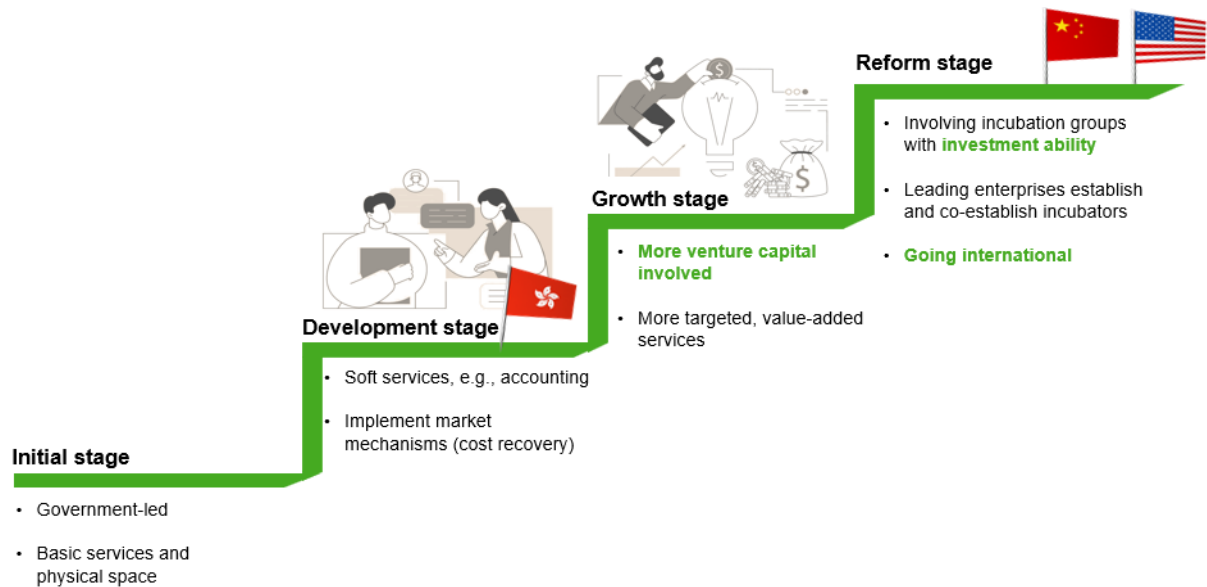 Initial stage
• Government-led
• Basic services and
physical space
Development stage
• Soft services, e.g., accounting
• Implement market
mechanisms (cost recovery)
Growth stage
• More venture capital
involved
• More targeted, value-added
services
Reform stage
• Involving incubation groups
with investment ability
• Leading enterprises establish
and co-establish incubators
• Going international
$
$